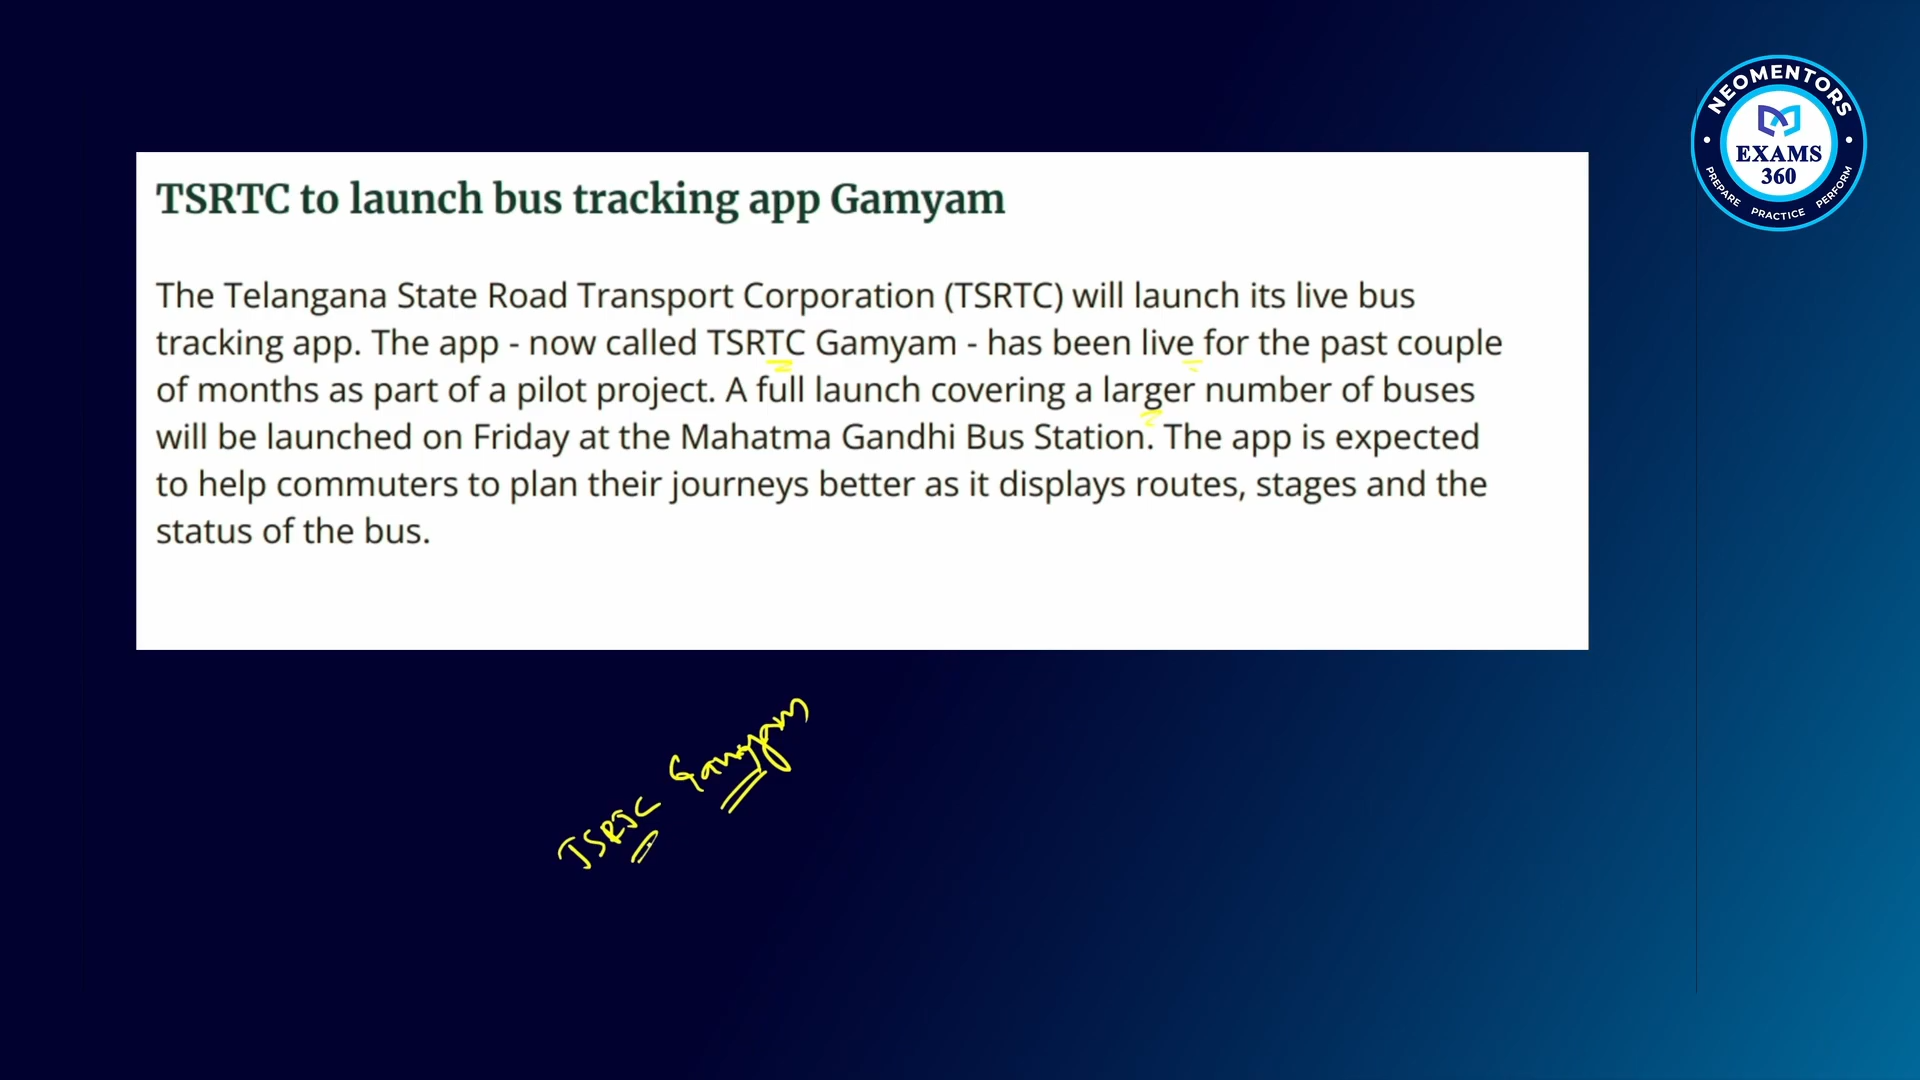 NEOMENTORS
EXAMS
360
PREPARE PRACTICE PERFORM
TSRTC to launch bus tracking app Gamyam
The Telangana State Road Transport Corporation (TSRTC) will launch its live bus
tracking app. The app - now called TSRTC Gamyam - has been live for the past couple
of months as part of a pilot project. A full launch covering a larger number of buses
will be launched on Friday at the Mahatma Gandhi Bus Station. The app is expected
to help commuters to plan their journeys better as it displays routes, stages and the
status of the bus.
TSRTC Gamyam